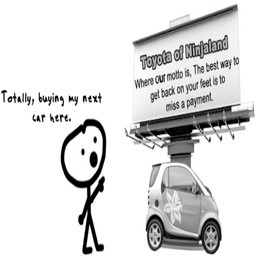 Toyota of Ninjaland
Where our motto is, The best way to
get back on your feet is to
miss a payment.
Totally, buying my next
car here.